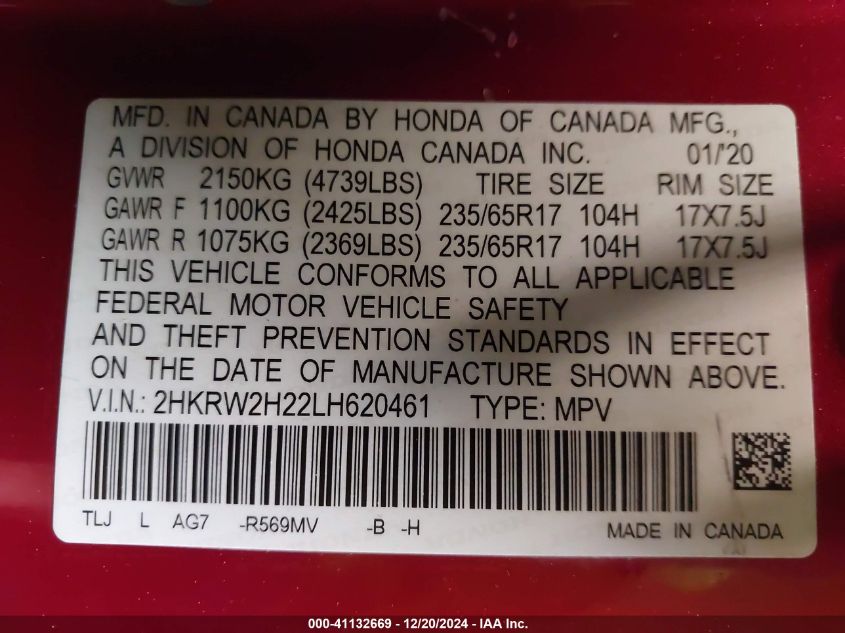 MFD. IN CANADA BY HONDA OF CANADA MFG.,
A DIVISION OF HONDA CANADA INC. 01/'20
GVWR 2150KG (4739LBS) TIRE SIZE RIM SIZE
GAWR F 1100KG (2425LBS) 235/65R17 104H 17X7.5J
GAWR R 1075KG (2369LBS) 235/65R17 104H 17X7.5J
THIS VEHICLE CONFORMS TO ALL APPLICABLE
FEDERAL MOTOR VEHICLE SAFETY
AND THEFT PREVENTION STANDARDS IN EFFECT
ON THE DATE OF MANUFACTURE SHOWN ABOVE.
V.I.N.: 2HKRW2H22LH620461 TYPE: MPV
TLJ L AG7 -R569MV -B -H MADE IN CANADA
000-41132669 - 12/20/2024 - IAA Inc.